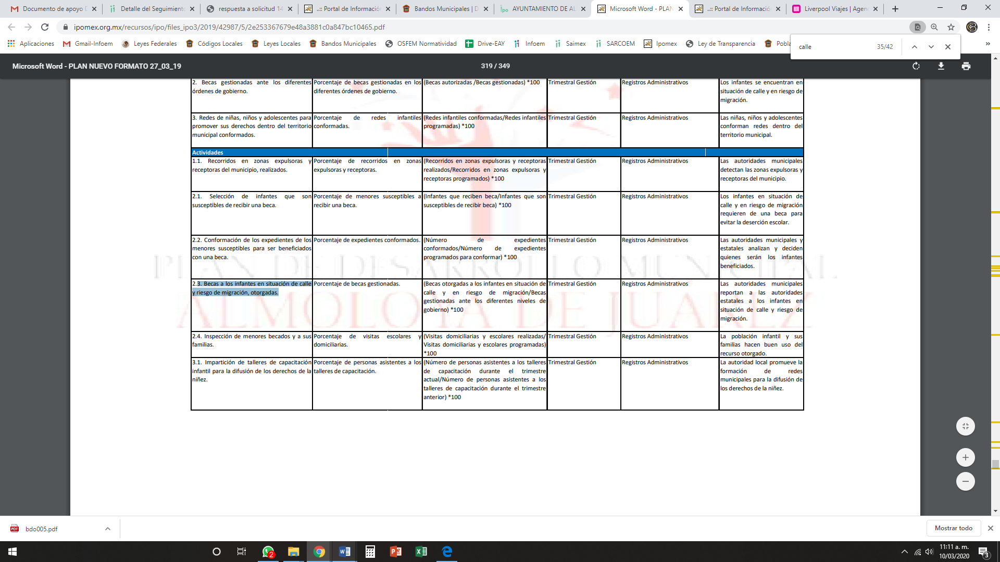 Documento de apoyo D
Detalle del Seguimiento
respuesta a solicitud 14
..:: Portal de Informació
Bandos Municipales | D
AYUNTAMIENTO DE AL
Microsoft Word - PLAN
..:: Portal de Informació
Liverpool Viajes | Agen
ipomex.org.mx/recursos/ipo/files_ipo3/2019/42987/5/2e253367679e48a3881c0a847bc10465.pdf
Aplicaciones
Gmail-Infoem
Leyes Federales
Códigos Locales
Leyes Locales
Bandos Municipales
OSFEM Normatividad
Drive-EAY
Infoem
Saimex
SARCOEM
Ipomex
Ley de Transparencia
Pobla
calle
35/42
Microsoft Word - PLAN NUEVO FORMATO 27_03_19
319 / 349
2. Becas gestionadas ante los diferentes
órdenes de gobierno.
Porcentaje de becas gestionadas en los
diferentes órdenes de gobierno.
(Becas autorizadas /Becas gestionadas) *100
Trimestral Gestión
Registros Administrativos
Los infantes se encuentran en
situación de calle y en riesgo de
migración.
3. Redes de niñas, niños y adolescentes para
promover sus derechos dentro del territorio
municipal conformados.
Porcentaje de redes infantiles
conformadas.
(Redes infantiles conformadas/Redes infantiles
programadas) *100
Trimestral Gestión
Registros Administrativos
Las niñas, niños y adolescentes
conforman redes dentro del
territorio municipal.
Actividades
1.1. Recorridos en zonas expulsoras y
receptoras del municipio, realizados.
Porcentaje de recorridos en zonas
expulsoras y receptoras.
(Recorridos en zonas expulsoras y receptoras
realizados/Recorridos en zonas expulsoras y
receptoras programados) *100
Trimestral Gestión
Registros Administrativos
Las autoridades municipales
detectan las zonas expulsoras y
receptoras del municipio.
2.1. Selección de infantes que son
susceptibles de recibir una beca.
Porcentaje de menores susceptibles a
recibir una beca.
(Infantes que reciben beca/Infantes que son
susceptibles de recibir beca) *100
Trimestral Gestión
Registros Administrativos
Los infantes en situación de
calle y en riesgo de migración
requieren de una beca para
evitar la deserción escolar.
2.2. Conformación de los expedientes de los
menores susceptibles para ser beneficiados
con una beca.
Porcentaje de expedientes conformados.
(Número de expedientes
conformados/Número de expedientes
programados para conformar) *100
Trimestral Gestión
Registros Administrativos
Las autoridades municipales y
estatales analizan y deciden
quienes serán los infantes
beneficiados.
PLAN DE DESARROLLO MUNICIPAL
2.3. Becas a los infantes en situación de calle
y riesgo de migración, otorgadas.
Porcentaje de becas gestionadas.
(Becas otorgadas a los infantes en situación de
calle y en riesgo de migración/Becas
gestionadas ante los diferentes niveles de
gobierno) *100
Trimestral Gestión
Registros Administrativos
Las autoridades municipales
reportan a las autoridades
estatales a los infantes en
situación de calle y riesgo de
migración.
ALMOLOYA DE JUÁREZ
2.4. Inspección de menores becados y a sus
familias.
Porcentaje de visitas escolares y
domiciliarias.
(Visitas domiciliarias y escolares realizadas/
Visitas domiciliarias y escolares programadas)
*100
Trimestral Gestión
Registros Administrativos
La población infantil y sus
familias hacen buen uso del
recurso otorgado.
3.1. Impartición de talleres de capacitación
infantil para la difusión de los derechos de la
niñez.
Porcentaje de personas asistentes a los
talleres de capacitación.
(Número de personas asistentes a los talleres
de capacitación durante el trimestre
actual/Número de personas asistentes a los
talleres de capacitación durante el trimestre
anterior) *100
Trimestral Gestión
Registros Administrativos
La autoridad local promueve la
formación de redes
municipales para la difusión de
los derechos de la niñez.
bdo005.pdf
Mostrar todo
2
11:11 a. m.
10/03/2020
3